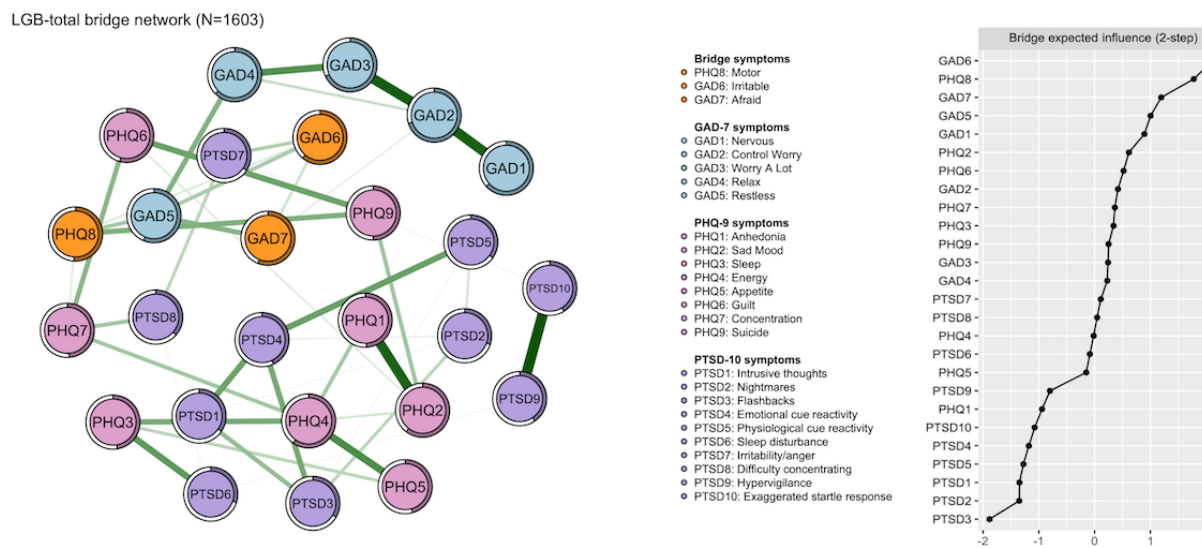 LGB-total bridge network (N=1603)
GAD3
GAD4
GAD2
PHQ6
GAD6
PTSD7
GAD1
GAD5
PHQ9
PHQ8
GAD7
PTSD5
PTSD10
PTSD8
PHQ7
PHQ1
PTSD4
PTSD2
PTSD9
PHQ2
PTSD1
PHQ3
PHQ4
PHQ5
PTSD6
PTSD3
Bridge symptoms
PHQ8: Motor
GAD6: Irritable
GAD7: Afraid
GAD-7 symptoms
GAD1: Nervous
GAD2: Control Worry
GAD3: Worry A Lot
GAD4: Relax
GAD5: Restless
PHQ-9 symptoms
PHQ1: Anhedonia
PHQ2: Sad Mood
PHQ3: Sleep
PHQ4: Energy
PHQ5: Appetite
PHQ6: Guilt
PHQ7: Concentration
PHQ9: Suicide
PTSD-10 symptoms
PTSD1: Intrusive thoughts
PTSD2: Nightmares
PTSD3: Flashbacks
PTSD4: Emotional cue reactivity
PTSD5: Physiological cue reactivity
PTSD6: Sleep disturbance
PTSD7: Irritability/anger
PTSD8: Difficulty concentrating
PTSD9: Hypervigilance
PTSD10: Exaggerated startle response
Bridge expected influence (2-step)
GAD6
PHQ8
GAD7
GAD5
GAD1
PHQ2
PHQ6
GAD2
PHQ7
PHQ3
PHQ9
GAD3
GAD4
PTSD7
PTSD8
PHQ4
PTSD6
PHQ5
PTSD9
PHQ1
PTSD10
PTSD4
PTSD5
PTSD1
PTSD2
PTSD3
-2 -1 0 1